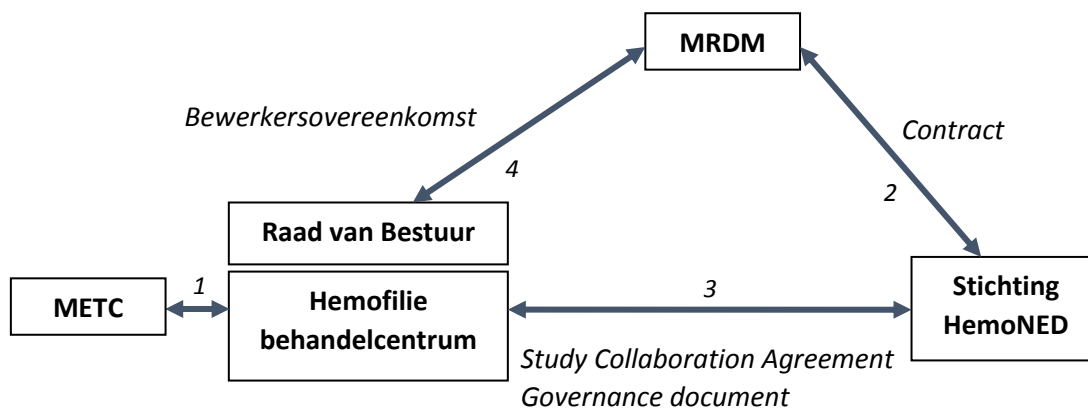 MRDM
Bewerkersovereenkomst
Contract
4
2
Raad van Bestuur
1
METC
Hemofilie
behandelcentrum
3
Stichting
HemoNED
Study Collaboration Agreement
Governance document